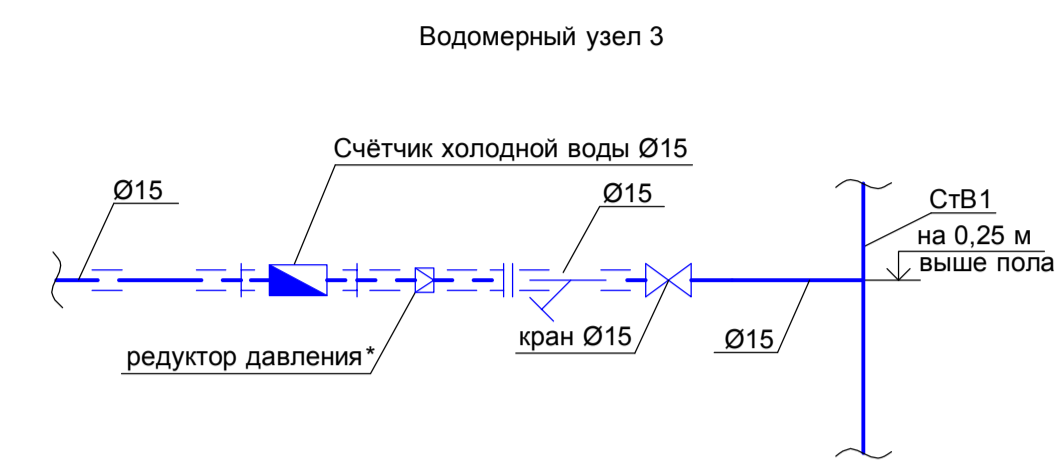 Водомерный узел 3
Счётчик холодной воды Ø15
Ø15
Ø15
СтВ1
на 0,25 м
выше пола
кран Ø15
Ø15
редуктор давления*